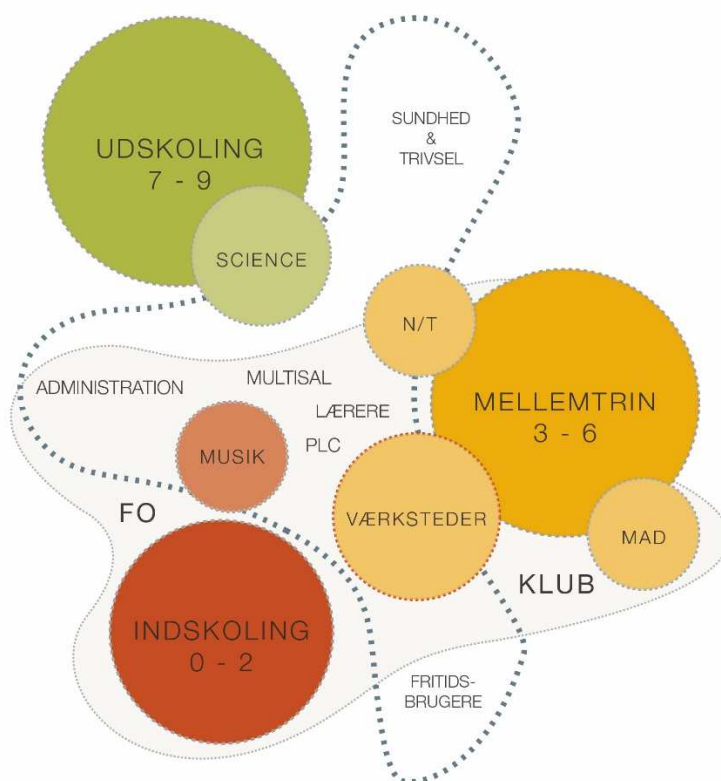 SUNDHED
&
TRIVSEL
UDSKOLING
7 - 9
SCIENCE
N/T
ADMINISTRATION
MULTISAL
LÆRERE
PLC
MELLEMTRIN
3 - 6
MUSIK
FO
VÆRKSTEDER
MAD
KLUB
INDSKOLING
0 - 2
FRITIDS-
BRUGERE